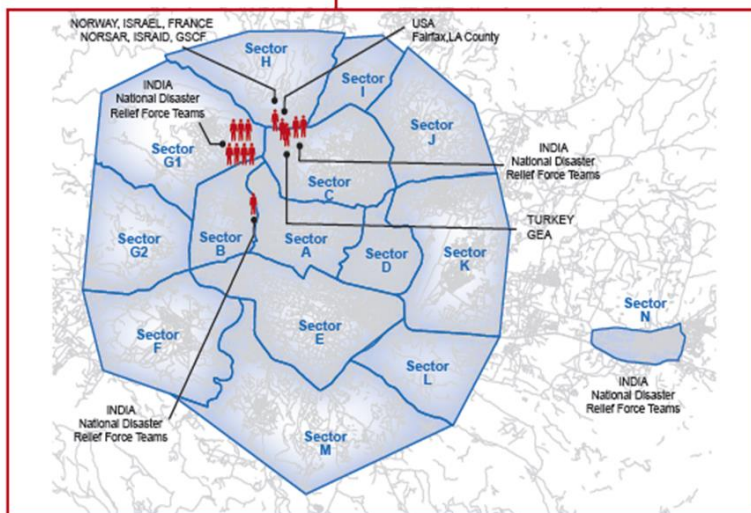 NORWAY, ISRAEL, FRANCE
NORSAR, ISRAID, GSCF
USA
Fairfax,LA County
Sector
H
Sector
I
INDIA
National Disaster
Relief Force Teams
Sector
G1
Sector
J
INDIA
National Disaster
Relief Force Teams
Sector
C
TURKEY
GEA
Sector
G2
Sector
B
Sector
A
Sector
D
Sector
K
Sector
N
Sector
F
Sector
E
Sector
L
INDIA
National Disaster
Relief Force Teams
INDIA
National Disaster
Relief Force Teams
Sector
M